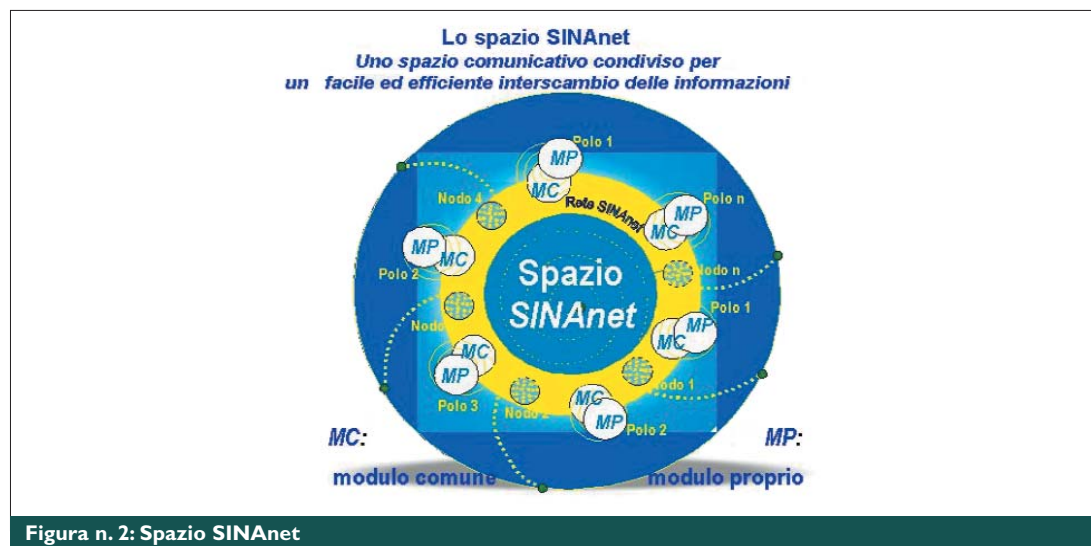 Lo spazio SINAnet
Uno spazio comunicativo condiviso per
un facile ed efficiente interscambio delle informazioni
Polo 1
MP
MC
Rete SINAnet
Polo n
MP
MC
Nodo 4
MP
MC
Polo 2
Nodo n
Spazio
SINAnet
Polo 1
MP
MC
Nodo
MC
MP
Polo 3
Nodo 1
Nodo
MC
MP
Polo 2
MC:
modulo comune
MP:
modulo proprio
Figura n. 2: Spazio SINAnet